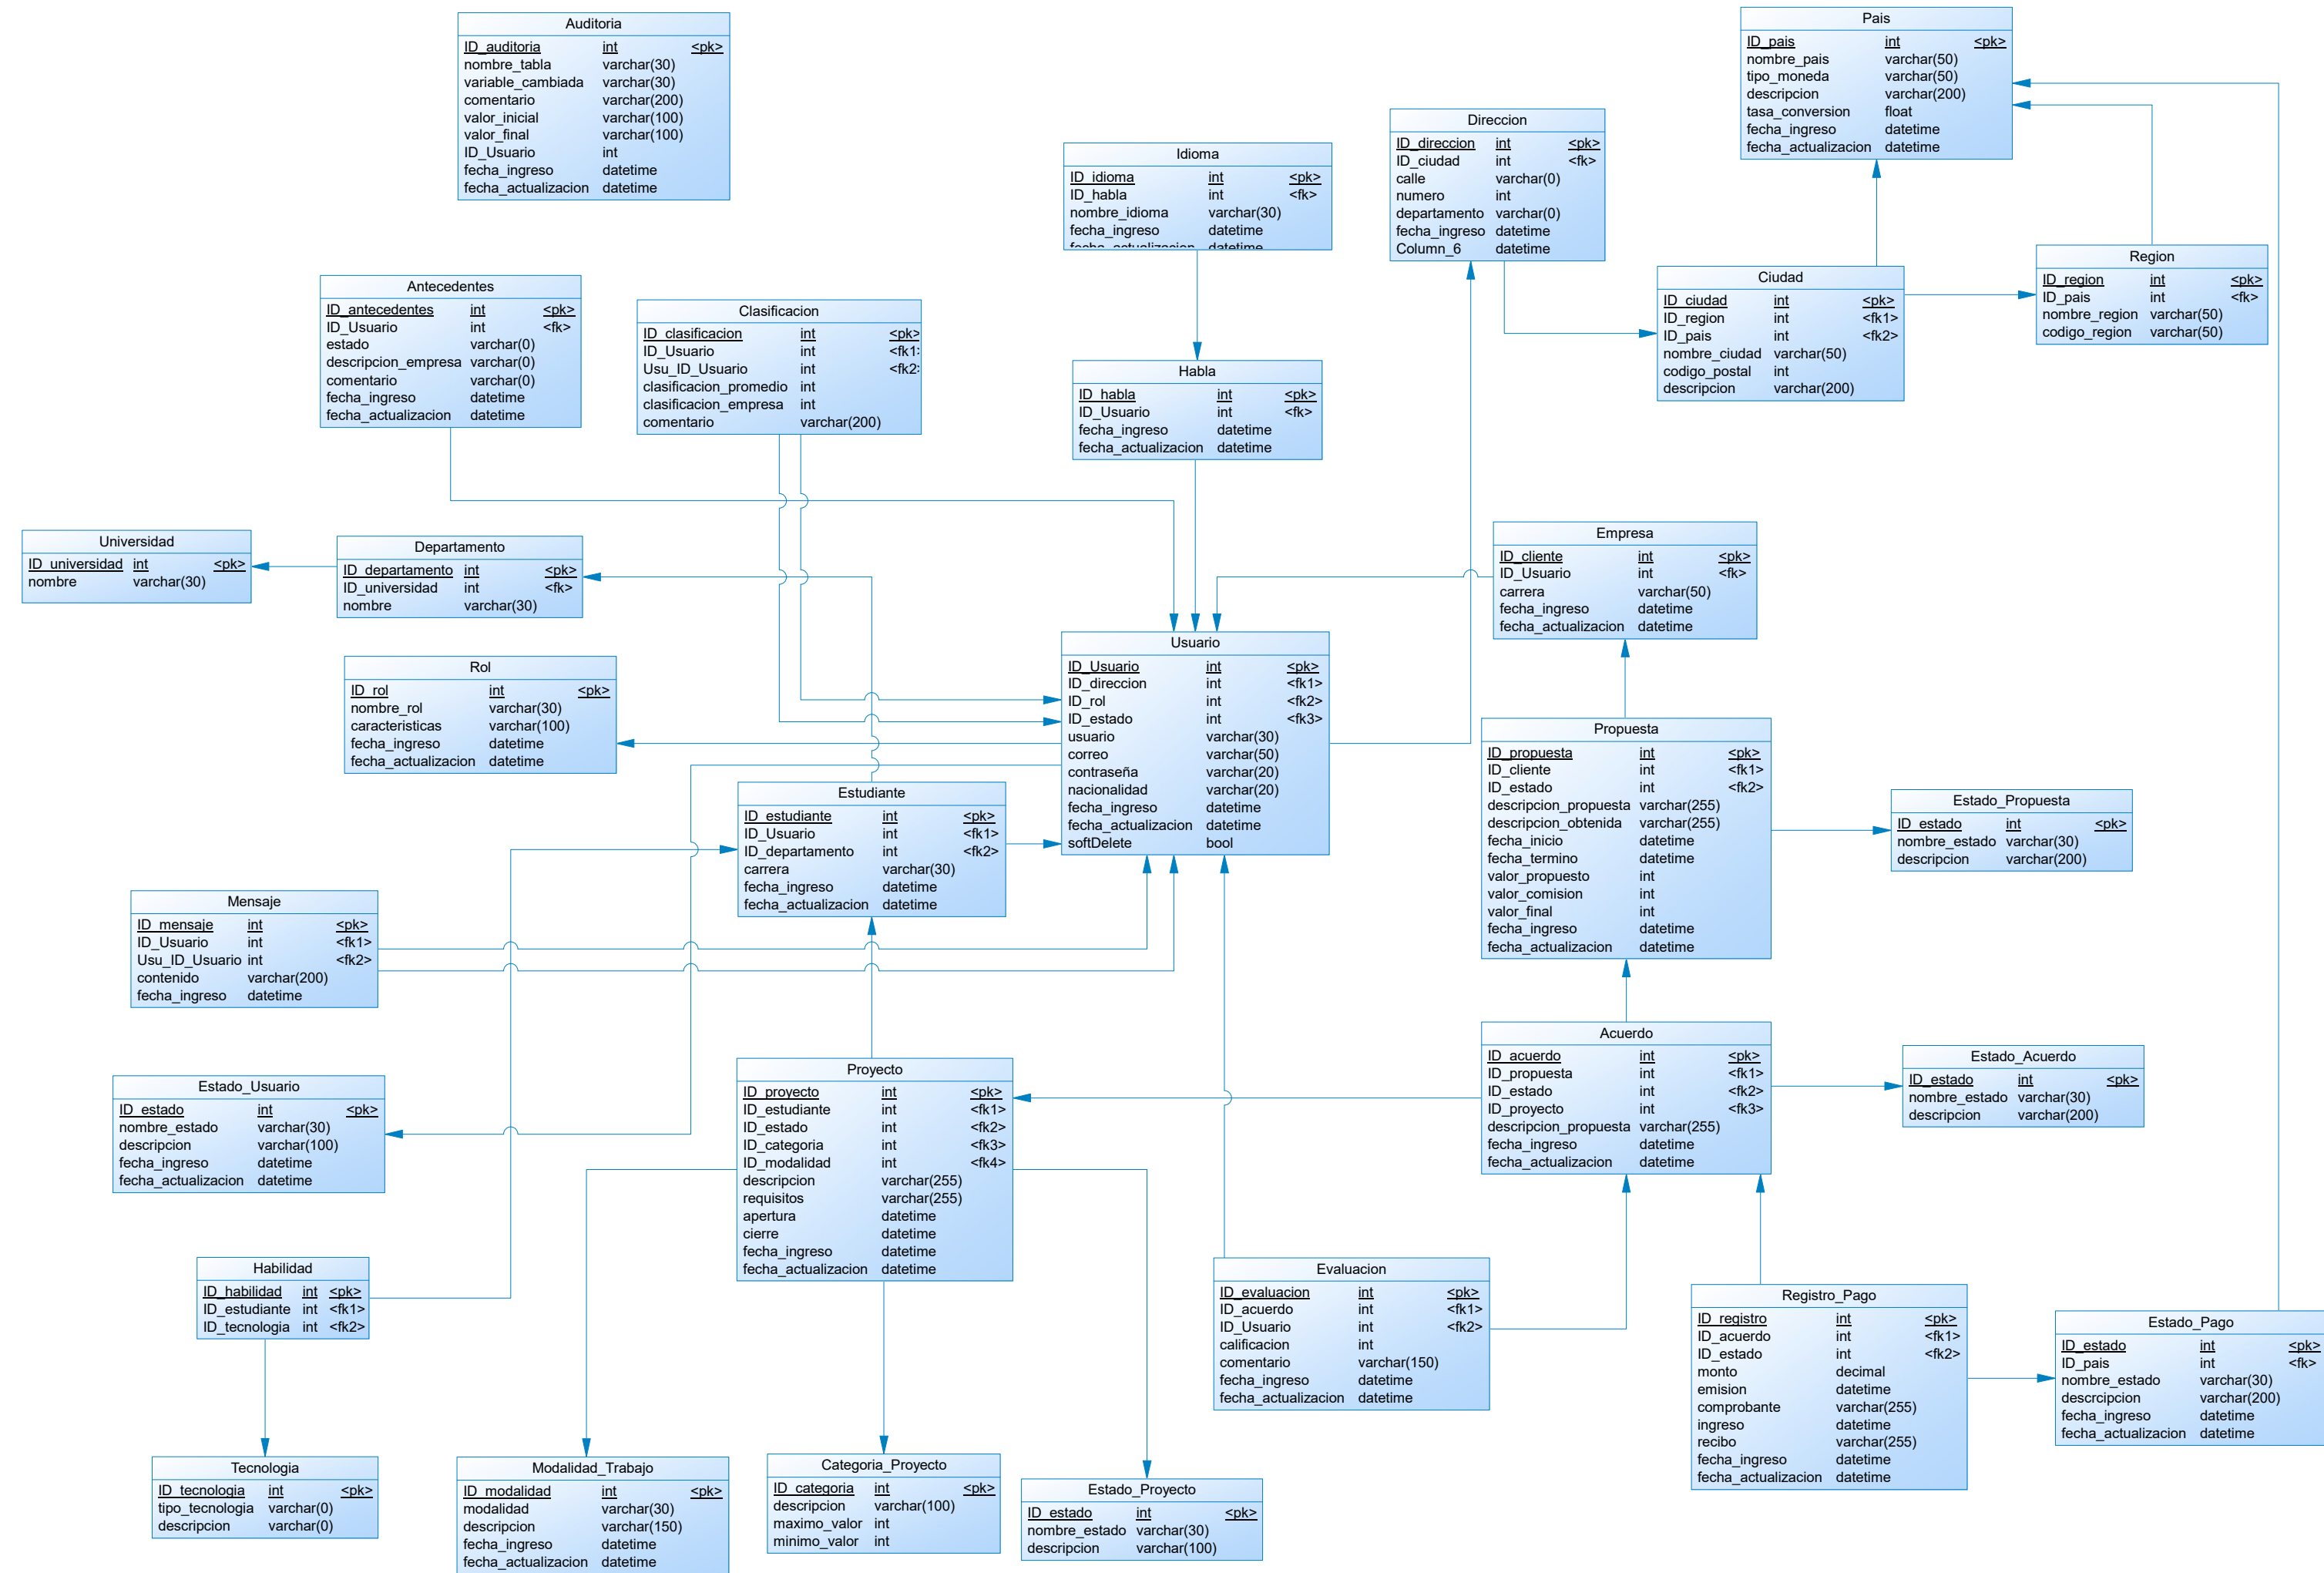 Auditoria
ID_auditoria int <pk>
nombre_tabla varchar(30)
variable_cambiada varchar(30)
comentario varchar(200)
valor_inicial varchar(100)
valor_final varchar(100)
ID_Usuario int
fecha_ingreso datetime
fecha_actualizacion datetime
Pais
ID_pais int <pk>
nombre_pais varchar(50)
tipo_moneda varchar(50)
descripcion varchar(200)
tasa_conversion float
fecha_ingreso datetime
fecha_actualizacion datetime
Direccion
ID_direccion int <pk>
ID_ciudad int <fk>
calle varchar(0)
numero int
departamento varchar(0)
fecha_ingreso datetime
Column_6 datetime
Idioma
ID_idioma int <pk>
ID_habla int <fk>
nombre_idioma varchar(30)
fecha_ingreso datetime
fecha_actualizacion datetime
Region
ID_region int <pk>
ID_pais int <fk>
nombre_region varchar(50)
codigo_region varchar(50)
Ciudad
ID_ciudad int <pk>
ID_region int <fk1>
ID_pais int <fk2>
nombre_ciudad varchar(50)
codigo_postal int
descripcion varchar(200)
Antecedentes
ID_antecedentes int <pk>
ID_Usuario int <fk>
estado varchar(0)
descripcion_empresa varchar(0)
comentario varchar(0)
fecha_ingreso datetime
fecha_actualizacion datetime
Clasificacion
ID_clasificacion int <pk>
ID_Usuario int <fk1>
Usu_ID_Usuario int <fk2>
clasificacion_promedio int
clasificacion_empresa int
comentario varchar(200)
Habla
ID_habla int <pk>
ID_Usuario int <fk>
fecha_ingreso datetime
fecha_actualizacion datetime
Universidad
ID_universidad int <pk>
nombre varchar(30)
Departamento
ID_departamento int <pk>
ID_universidad int <fk>
nombre varchar(30)
Empresa
ID_cliente int <pk>
ID_Usuario int <fk>
carrera varchar(50)
fecha_ingreso datetime
fecha_actualizacion datetime
Rol
ID_rol int <pk>
nombre_rol varchar(30)
caracteristicas varchar(100)
fecha_ingreso datetime
fecha_actualizacion datetime
Usuario
ID_Usuario int <pk>
ID_direccion int <fk1>
ID_rol int <fk2>
ID_estado int <fk3>
usuario varchar(30)
correo varchar(50)
contraseña varchar(20)
nacionalidad varchar(20)
fecha_ingreso datetime
fecha_actualizacion datetime
softDelete bool
Propuesta
ID_propuesta int <pk>
ID_cliente int <fk1>
ID_estado int <fk2>
descripcion_propuesta varchar(255)
descripcion_obtenida varchar(255)
fecha_inicio datetime
fecha_termino datetime
valor_propuesto int
valor_comision int
valor_final int
fecha_ingreso datetime
fecha_actualizacion datetime
Estado_Propuesta
ID_estado int <pk>
nombre_estado varchar(30)
descripcion varchar(200)
Estudiante
ID_estudiante int <pk>
ID_Usuario int <fk1>
ID_departamento int <fk2>
carrera varchar(30)
fecha_ingreso datetime
fecha_actualizacion datetime
Mensaje
ID_mensaje int <pk>
ID_Usuario int <fk1>
Usu_ID_Usuario int <fk2>
contenido varchar(200)
fecha_ingreso datetime
Acuerdo
ID_acuerdo int <pk>
ID_propuesta int <fk1>
ID_estado int <fk2>
ID_proyecto int <fk3>
descripcion_propuesta varchar(255)
fecha_ingreso datetime
fecha_actualizacion datetime
Estado_Acuerdo
ID_estado int <pk>
nombre_estado varchar(30)
descripcion varchar(200)
Estado_Usuario
ID_estado int <pk>
nombre_estado varchar(30)
descripcion varchar(100)
fecha_ingreso datetime
fecha_actualizacion datetime
Proyecto
ID_proyecto int <pk>
ID_estudiante int <fk1>
ID_estado int <fk2>
ID_categoria int <fk3>
ID_modalidad int <fk4>
descripcion varchar(255)
requisitos varchar(255)
apertura datetime
cierre datetime
fecha_ingreso datetime
fecha_actualizacion datetime
Habilidad
ID_habilidad int <pk>
ID_estudiante int <fk1>
ID_tecnologia int <fk2>
Evaluacion
ID_evaluacion int <pk>
ID_acuerdo int <fk1>
ID_Usuario int <fk2>
calificacion int
comentario varchar(150)
fecha_ingreso datetime
fecha_actualizacion datetime
Registro_Pago
ID_registro int <pk>
ID_acuerdo int <fk1>
ID_estado int <fk2>
monto decimal
emision datetime
comprobante varchar(255)
ingreso datetime
recibo varchar(255)
fecha_ingreso datetime
fecha_actualizacion datetime
Estado_Pago
ID_estado int <pk>
ID_pais int <fk>
nombre_estado varchar(30)
descrcipcion varchar(200)
fecha_ingreso datetime
fecha_actualizacion datetime
Tecnologia
ID_tecnologia int <pk>
tipo_tecnologia varchar(0)
descripcion varchar(0)
Modalidad_Trabajo
ID_modalidad int <pk>
modalidad varchar(30)
descripcion varchar(150)
fecha_ingreso datetime
fecha_actualizacion datetime
Categoria_Proyecto
ID_categoria int <pk>
descripcion varchar(100)
maximo_valor int
minimo_valor int
Estado_Proyecto
ID_estado int <pk>
nombre_estado varchar(30)
descripcion varchar(100)